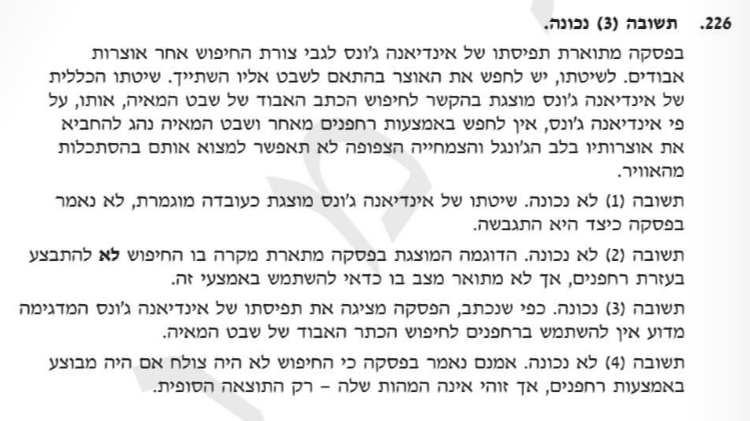 226. תשובה (3) נכונה.
בפסקה מתוארת תפיסתו של אינדיאנה ג'ונס לגבי צורת החיפוש אחר אוצרות
אבודים. לשיטתו, יש לחפש את האוצר בהתאם לשבט אליו השתייך. שיטתו הכללית
של אינדיאנה ג'ונס מוצגת בהקשר לחיפוש הכתב האבוד של שבט המאיה, אותו, על
פי אינדיאנה ג'ונס, אין לחפש באמצעות רחפנים מאחר ושבט המאיה נהג להחביא
את אוצרותיו בלב הג'ונגל והצמחייה הצפופה לא תאפשר למצוא אותם בהסתכלות
מהאוויר.
תשובה (1) לא נכונה. שיטתו של אינדיאנה ג'ונס מוצגת כעובדה מוגמרת, לא נאמר
בפסקה כיצד היא התגבשה.
תשובה (2) לא נכונה. הדוגמה המוצגת בפסקה מתארת מקרה בו החיפוש לא להתבצע
בעזרת רחפנים, אך לא מתואר מצב בו כדאי להשתמש באמצעי זה.
תשובה (3) נכונה. כפי שנכתב, הפסקה מציגה את תפיסתו של אינדיאנה ג'ונס המדגימה
מדוע אין להשתמש ברחפנים לחיפוש הכתר האבוד של שבט המאיה.
תשובה (4) לא נכונה. אמנם נאמר בפסקה כי החיפוש לא היה צולח אם היה מבוצע
באמצעות רחפנים, אך זוהי אינה המהות שלה – רק התוצאה הסופית.